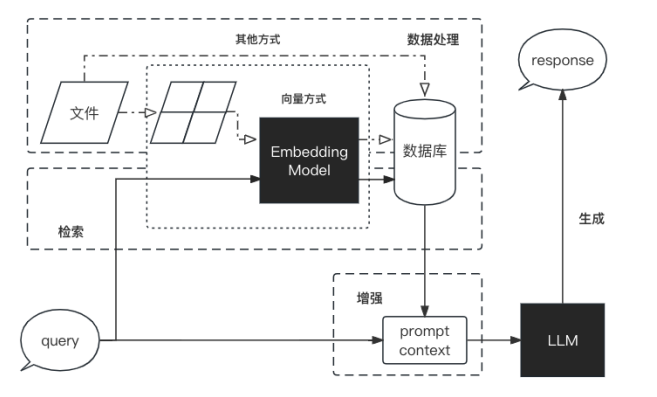 其他方式
数据处理
response
文件
向量方式
Embedding
Model
数据库
检索
生成
增强
query
prompt
context
LLM